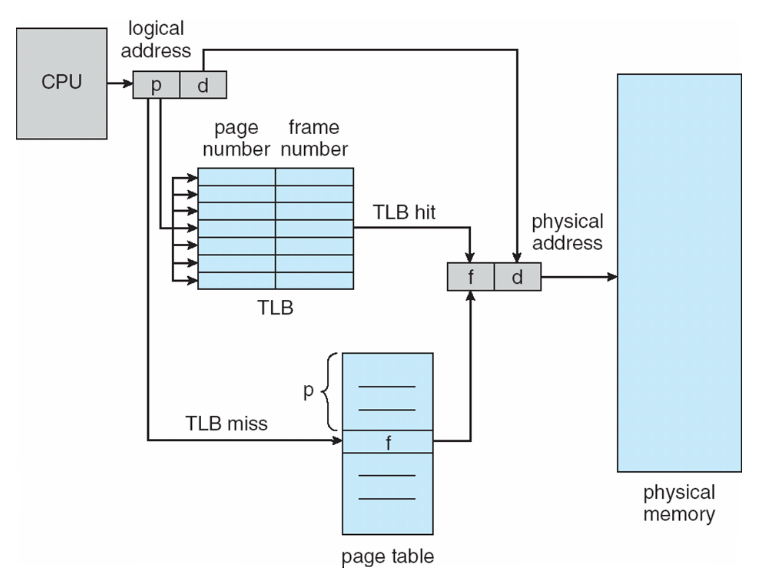 logical
address
CPU
p
d
page
number
frame
number
TLB hit
physical
address
f
d
TLB
p
TLB miss
f
physical
memory
page table